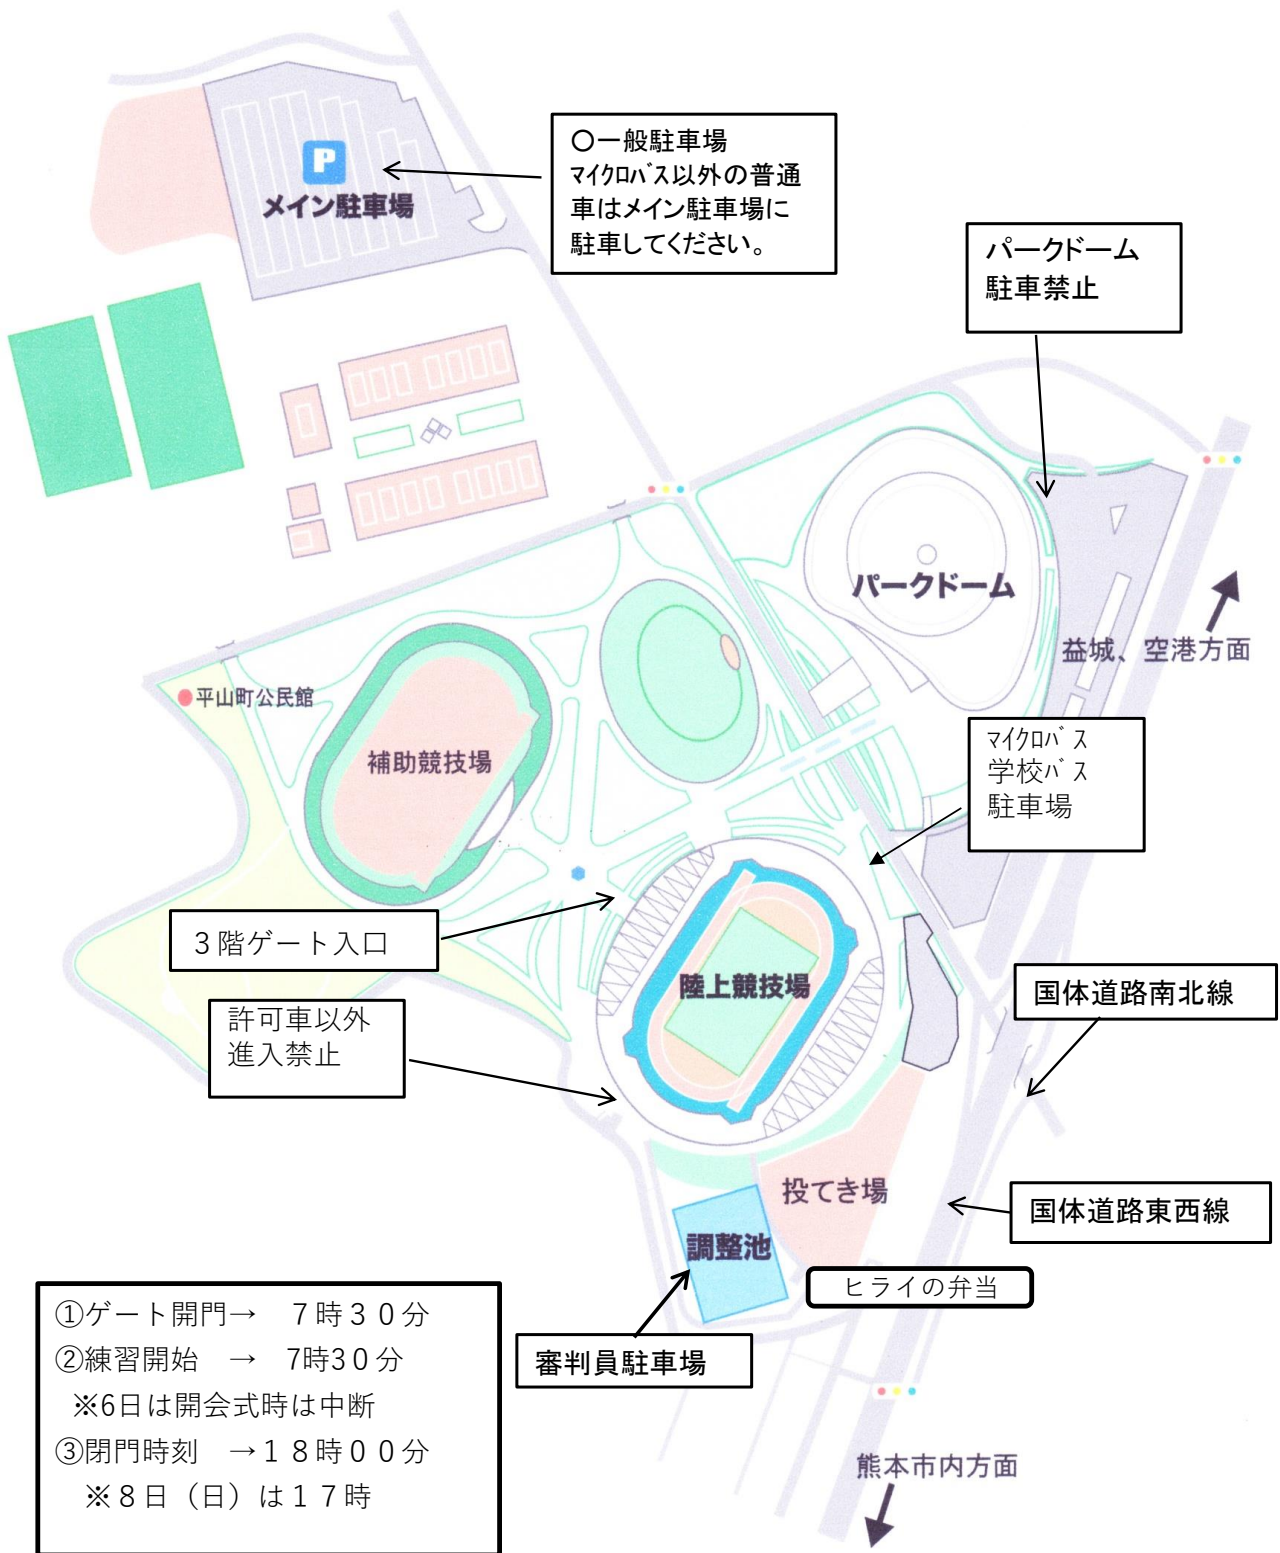 〇一般駐車場
マイクロバス以外の普通
車はメイン駐車場に
駐車してください。
P
メイン駐車場
パークドーム
駐車禁止
パークドーム
益城、空港方面
平山町公民館
補助競技場
マイクロバス
学校バス
駐車場
3階ゲート入口
陸上競技場
国体道路南北線
許可車以外
進入禁止
投てき場
国体道路東西線
調整池
ヒライの弁当
審判員駐車場
①ゲート開門→　7時30分
②練習開始　→　7時30分
※6日は開会式時は中断
③閉門時刻　→18時00分
※8日（日）は17時
熊本市内方面